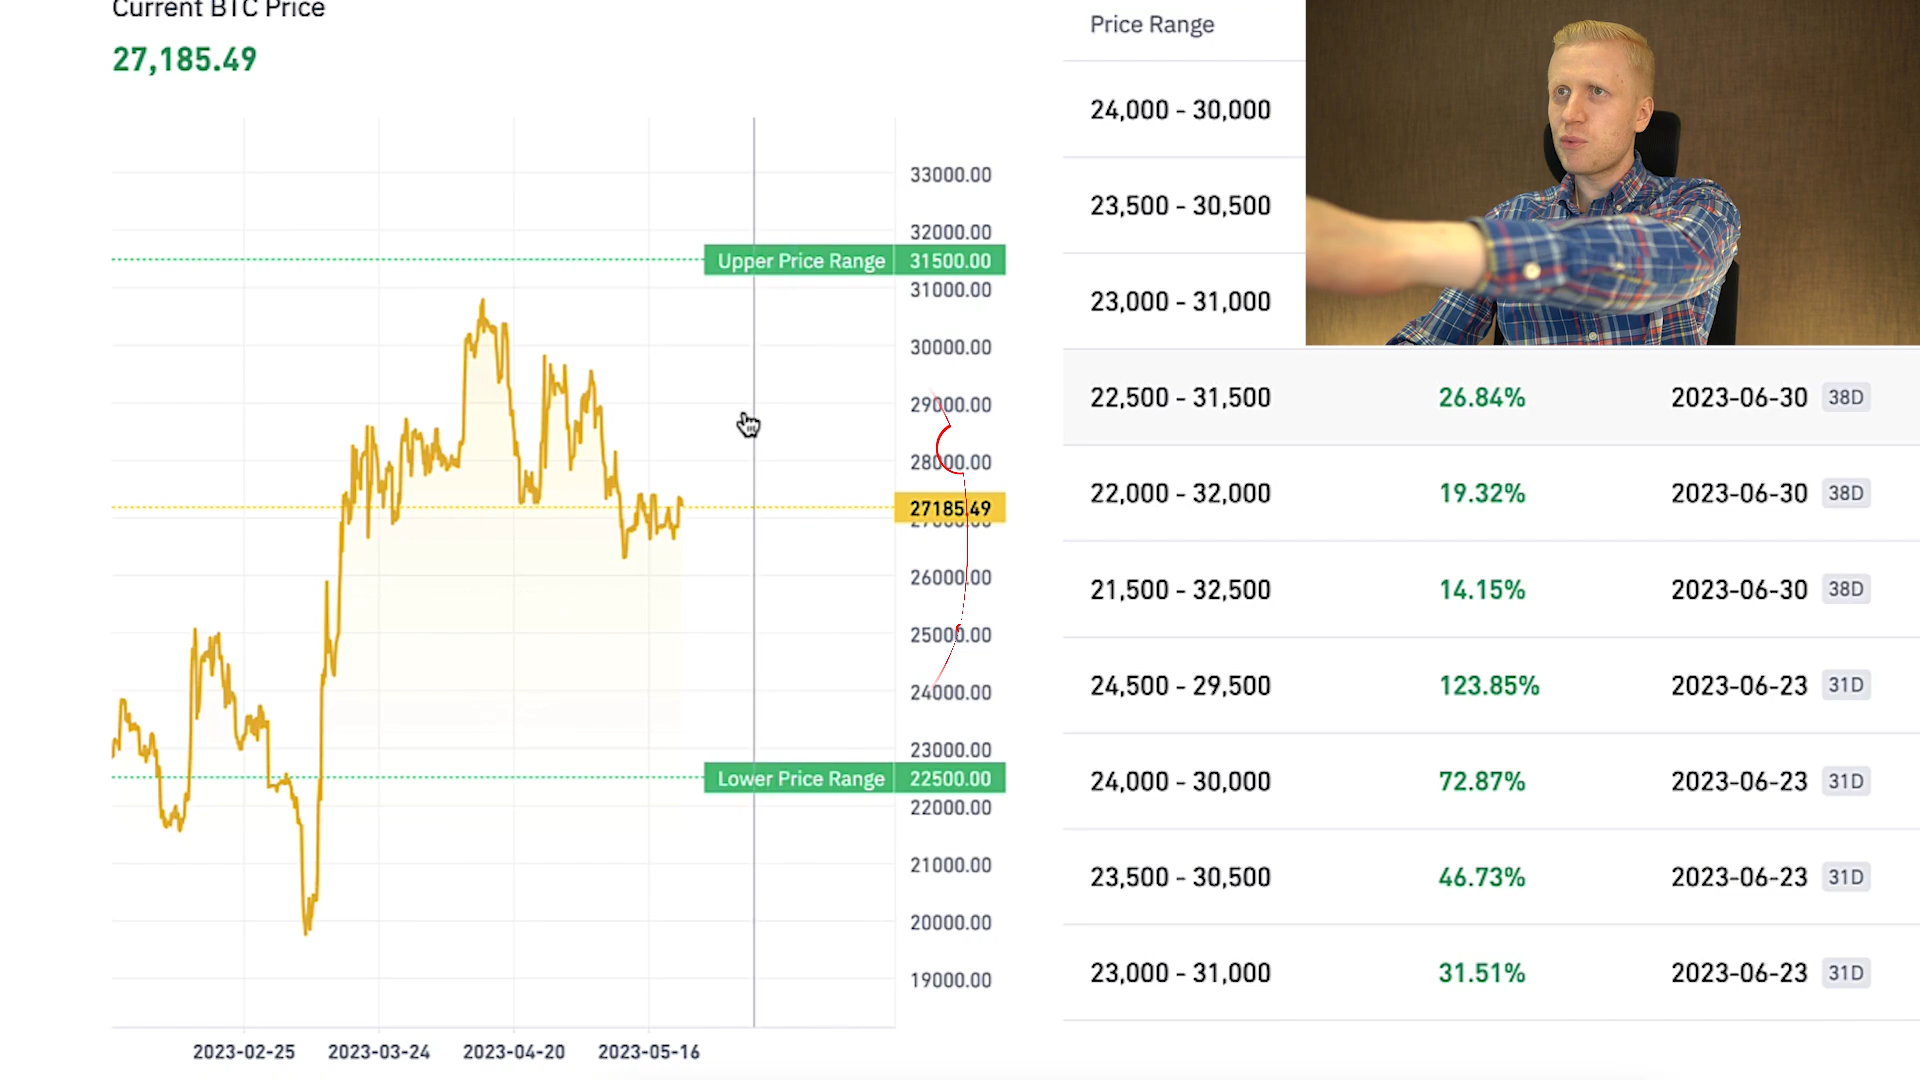 Current BTC Price
27,185.49
33000.00
32000.00
Upper Price Range 31500.00
31000.00
30000.00
29000.00
28000.00
27185.49
27000.00
26000.00
25000.00
24000.00
23000.00
Lower Price Range 22500.00
22000.00
21000.00
20000.00
19000.00
2023-02-25 2023-03-24 2023-04-20 2023-05-16
Price Range
24,000 - 30,000
23,500 - 30,500
23,000 - 31,000
22,500 - 31,500 26.84% 2023-06-30 38D
22,000 - 32,000 19.32% 2023-06-30 38D
21,500 - 32,500 14.15% 2023-06-30 38D
24,500 - 29,500 123.85% 2023-06-23 31D
24,000 - 30,000 72.87% 2023-06-23 31D
23,500 - 30,500 46.73% 2023-06-23 31D
23,000 - 31,000 31.51% 2023-06-23 31D